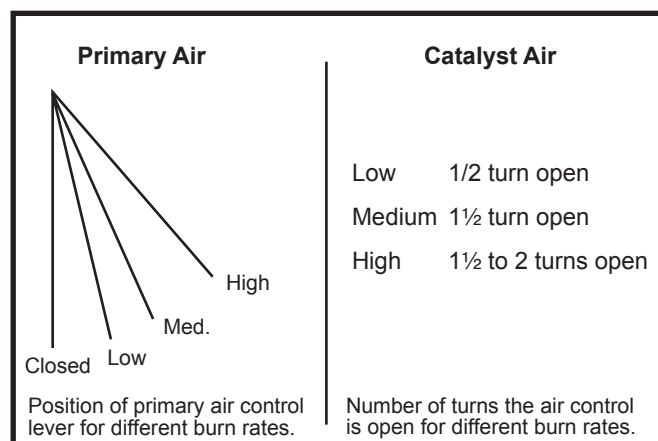 Primary Air
High
Med.
Low
Closed
Position of primary air control
lever for different burn rates.
Catalyst Air
Low 1/2 turn open
Medium 1½ turn open
High 1½ to 2 turns open
Number of turns the air control
is open for different burn rates.